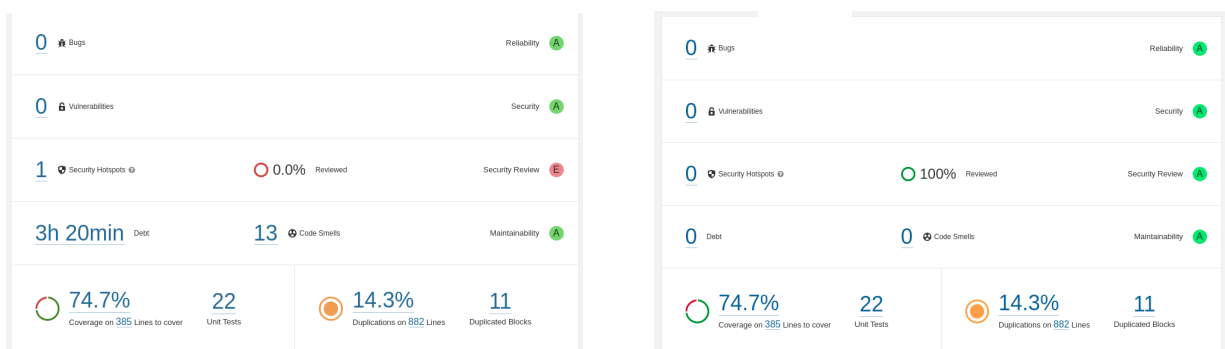 0 Bugs Reliability A
0 Vulnerabilities Security A
1 Security Hotspots ? 0.0% Reviewed Security Review E
3h 20min Debt 13 Code Smells Maintainability A
74.7% 22 14.3% 11
Coverage on 385 Lines to cover Unit Tests Duplications on 882 Lines Duplicated Blocks
0 Bugs Reliability A
0 Vulnerabilities Security A
0 Security Hotspots ? 100% Reviewed Security Review A
0 Debt 0 Code Smells Maintainability A
74.7% 22 14.3% 11
Coverage on 385 Lines to cover Unit Tests Duplications on 882 Lines Duplicated Blocks